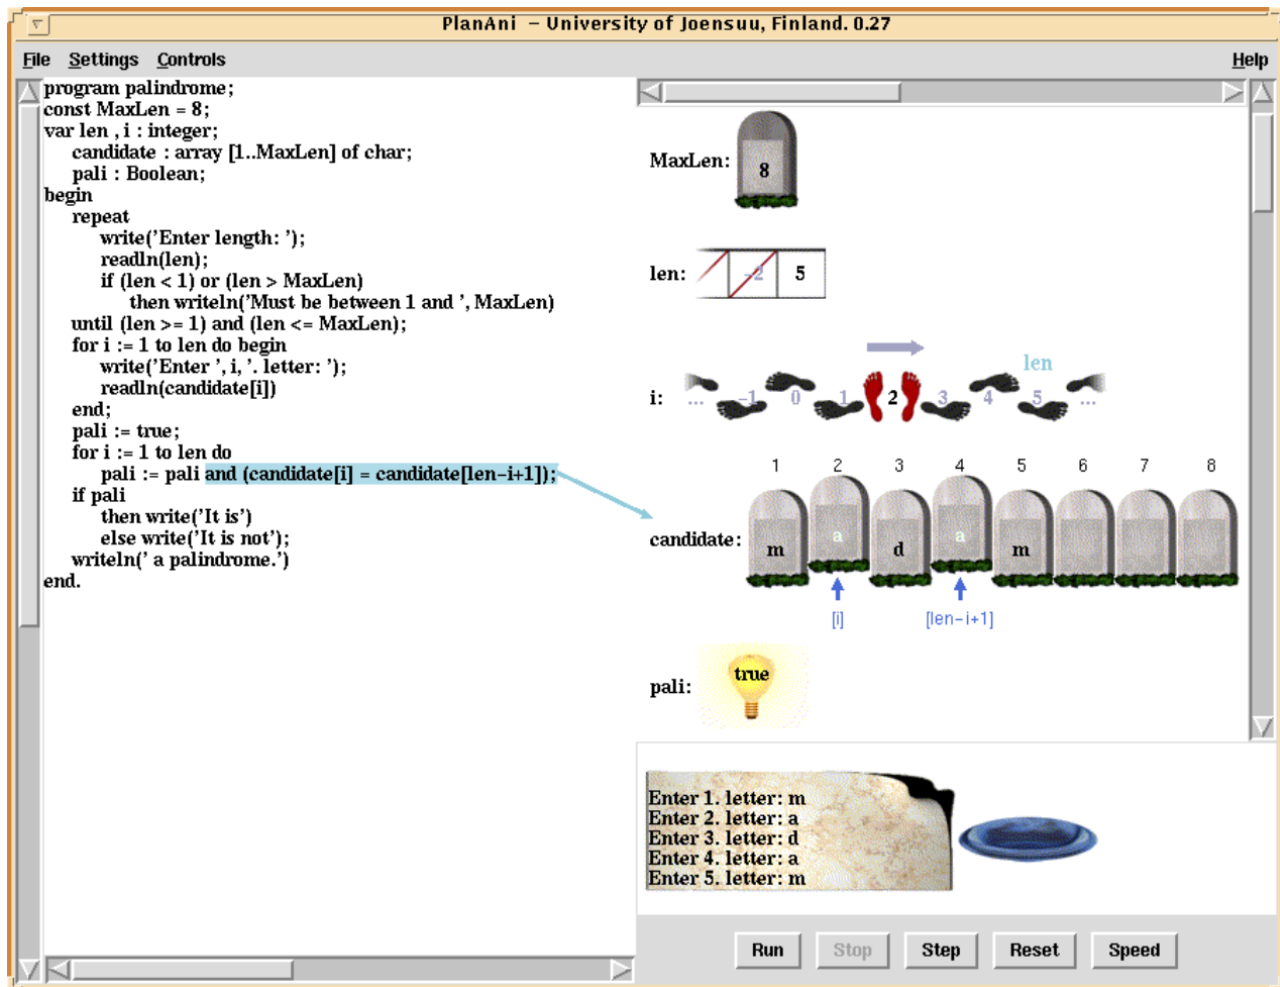 PlanAni – University of Joensuu, Finland. 0.27
File Settings Controls Help
program palindrome;
const MaxLen = 8;
var len , i : integer;
candidate : array [1..MaxLen] of char;
pali : Boolean;
begin
repeat
write('Enter length: ');
readln(len);
if (len < 1) or (len > MaxLen)
then writeln('Must be between 1 and ', MaxLen)
until (len >= 1) and (len <= MaxLen);
for i := 1 to len do begin
write('Enter ', i, '. letter: ');
readln(candidate[i])
end;
pali := true;
for i := 1 to len do
pali := pali and (candidate[i] = candidate[len–i+1]);
if pali
then write('It is')
else write('It is not');
writeln(' a palindrome.')
end.
MaxLen: 8
len: –2 5
len
i: ... –1 0 1 2 3 4 5 ...
1 2 3 4 5 6 7 8
candidate: m a d a m
[i] [len–i+1]
pali: true
Enter 1. letter: m
Enter 2. letter: a
Enter 3. letter: d
Enter 4. letter: a
Enter 5. letter: m
Run Stop Step Reset Speed